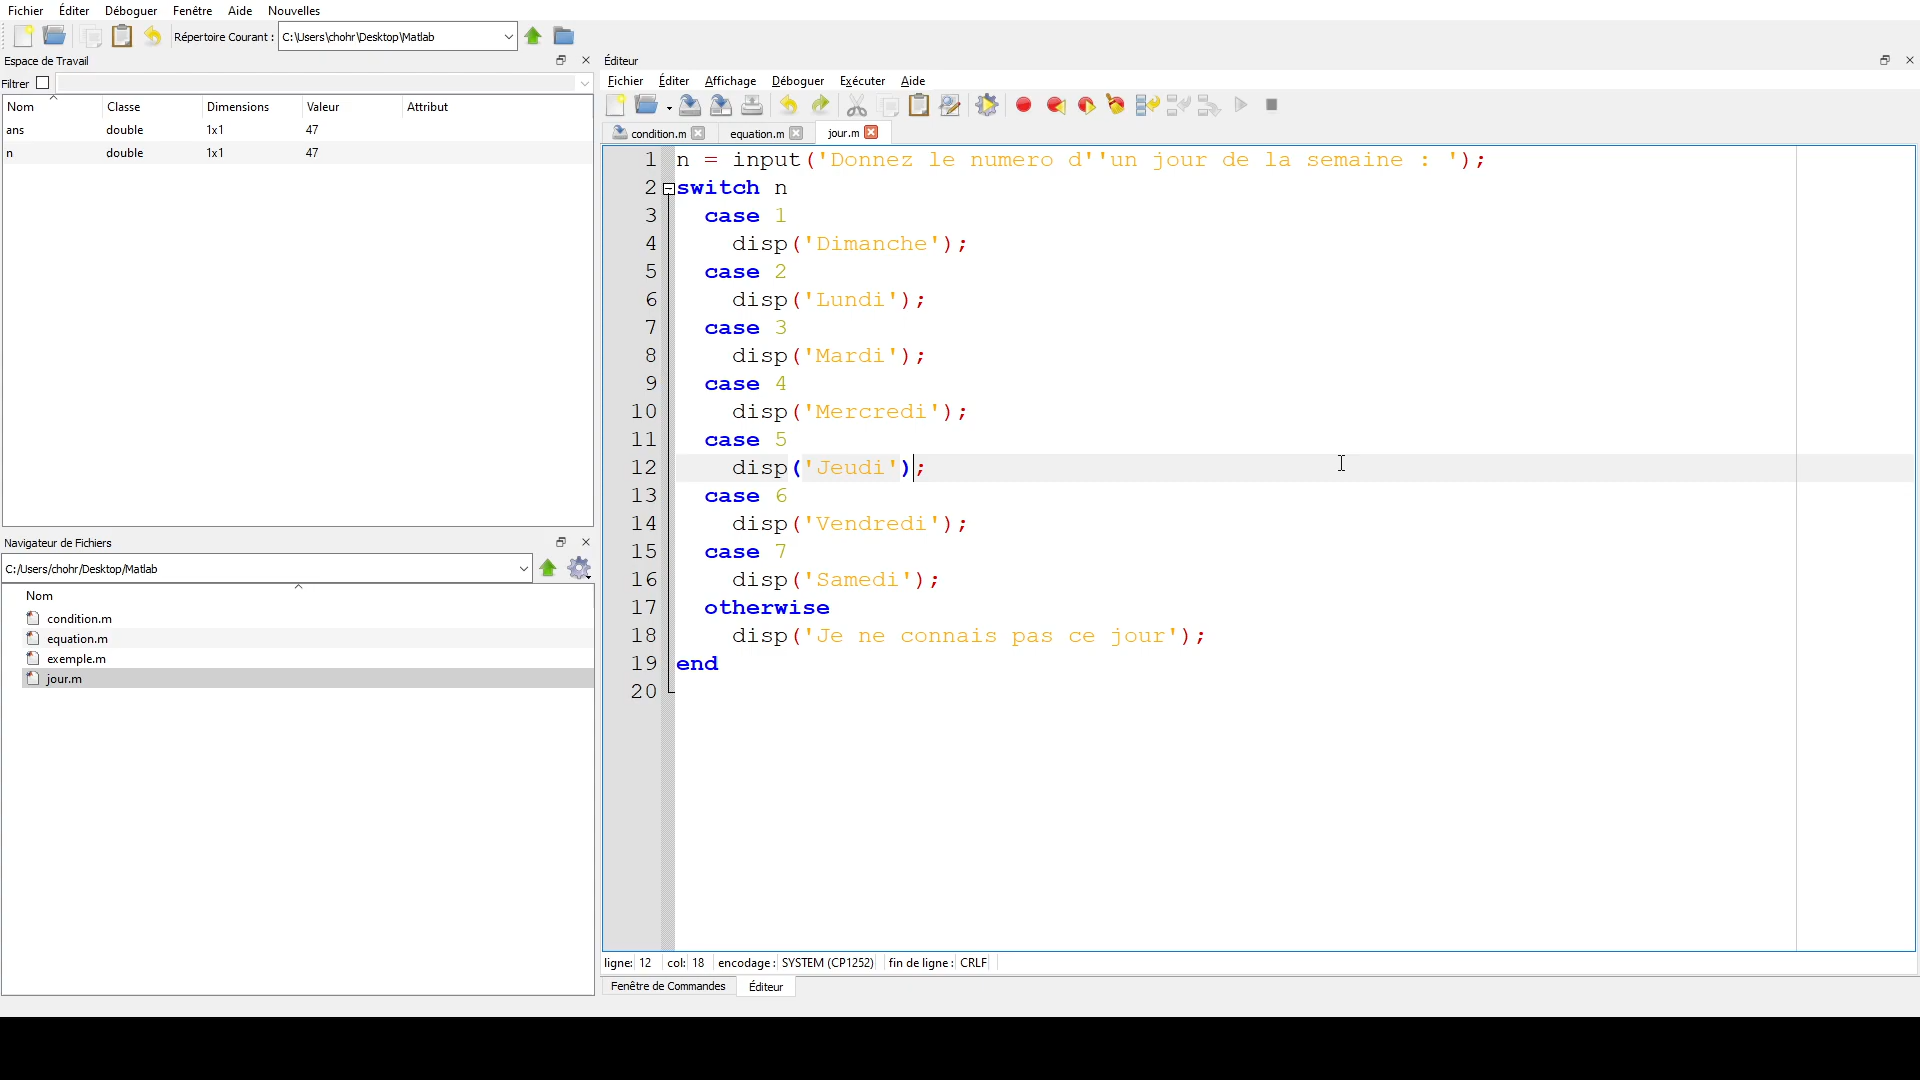 Fichier Éditer Déboguer Fenêtre Aide Nouvelles
Répertoire Courant : C:\Users\chohr\Desktop\Matlab
Espace de Travail
Filtrer
Nom Classe Dimensions Valeur Attribut
ans double 1x1 47
n double 1x1 47
Navigateur de Fichiers
C:/Users/chohr/Desktop/Matlab
Nom
condition.m
equation.m
exemple.m
jour.m
Éditeur
Fichier Éditer Affichage Déboguer Exécuter Aide
condition.m equation.m jour.m
1 n = input('Donnez le numero d''un jour de la semaine : ');
2 switch n
3 case 1
4 disp('Dimanche');
5 case 2
6 disp('Lundi');
7 case 3
8 disp('Mardi');
9 case 4
10 disp('Mercredi');
11 case 5
12 disp('Jeudi');
13 case 6
14 disp('Vendredi');
15 case 7
16 disp('Samedi');
17 otherwise
18 disp('Je ne connais pas ce jour');
19 end
20
ligne: 12 col: 18 encodage : SYSTEM (CP1252) fin de ligne : CRLF
Fenêtre de Commandes Éditeur